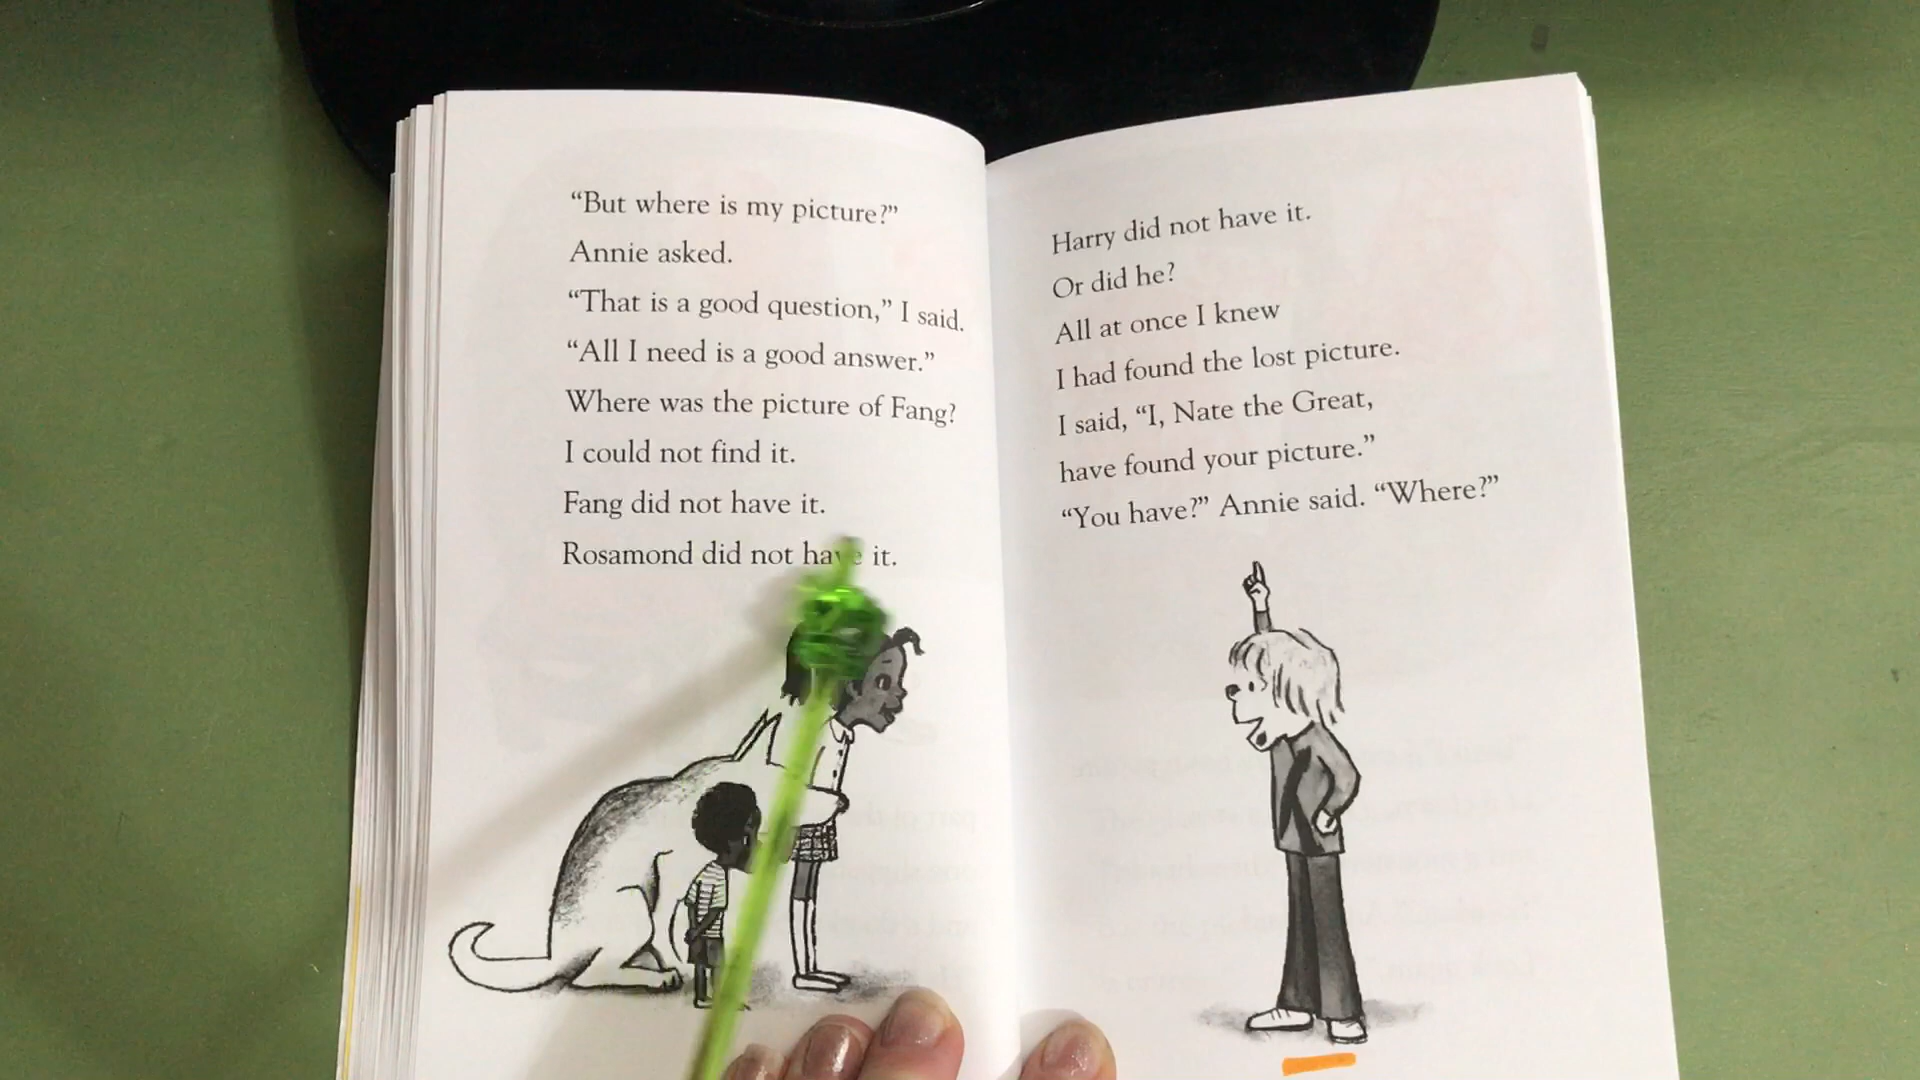 “But where is my picture?”
Annie asked.
“That is a good question,” I said.
“All I need is a good answer.”
Where was the picture of Fang?
I could not find it.
Fang did not have it.
Rosamond did not have it.
Harry did not have it.
Or did he?
All at once I knew
I had found the lost picture.
I said, “I, Nate the Great,
have found your picture.”
“You have?” Annie said. “Where?”